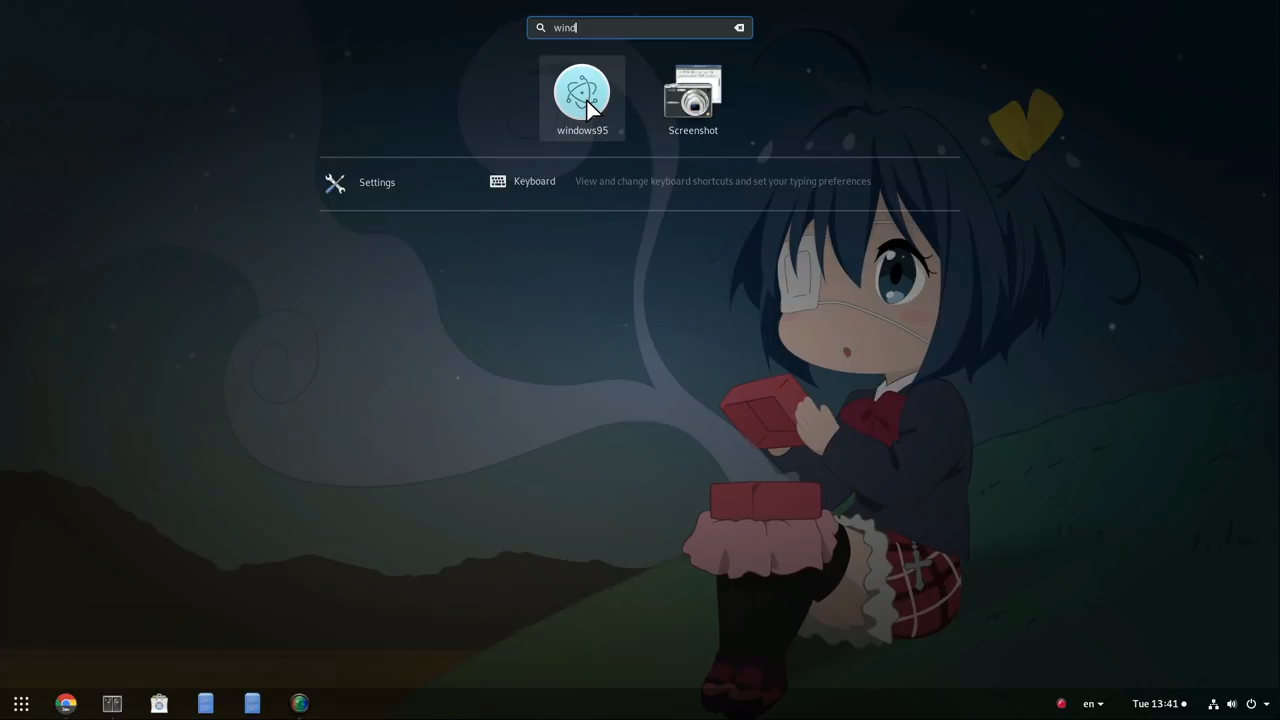 wind
windows95
Screenshot
Settings
Keyboard View and change keyboard shortcuts and set your typing preferences
en
Tue 13:41